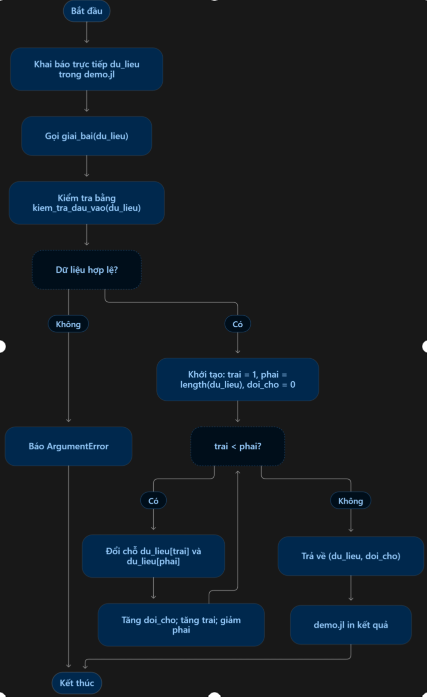 Bắt đầu
Khai báo trực tiếp du_lieu
trong demo.jl
Gọi giai_bai(du_lieu)
Kiểm tra bằng
kiem_tra_dau_vao(du_lieu)
Dữ liệu hợp lệ?
Không
Có
Khởi tạo: trai = 1, phai =
length(du_lieu), doi_cho = 0
Báo ArgumentError
trai < phai?
Có
Không
Đổi chỗ du_lieu[trai] và
du_lieu[phai]
Trả về (du_lieu, doi_cho)
Tăng doi_cho; tăng trai; giảm
phai
demo.jl in kết quả
Kết thúc